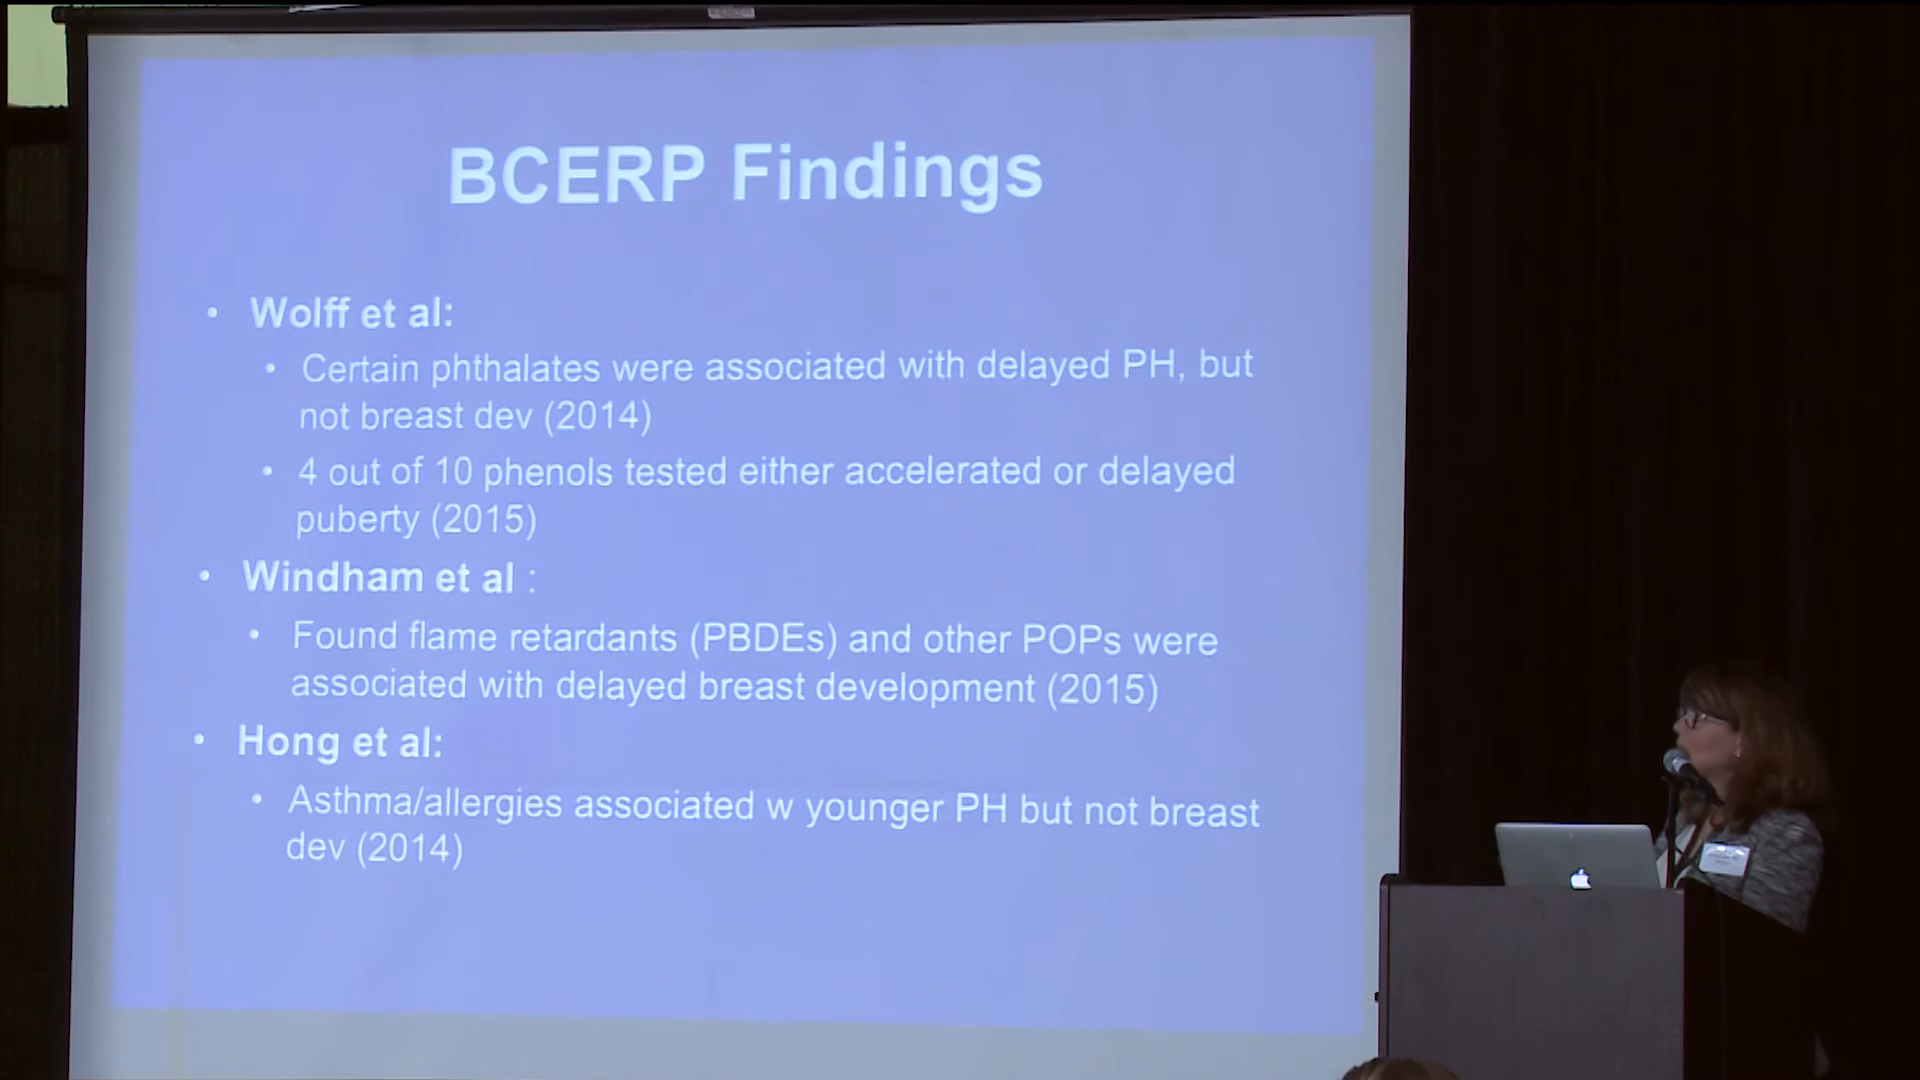 BCERP Findings
• Wolff et al:
• Certain phthalates were associated with delayed PH, but
not breast dev (2014)
• 4 out of 10 phenols tested either accelerated or delayed
puberty (2015)
• Windham et al :
• Found flame retardants (PBDEs) and other POPs were
associated with delayed breast development (2015)
• Hong et al:
• Asthma/allergies associated w younger PH but not breast
dev (2014)